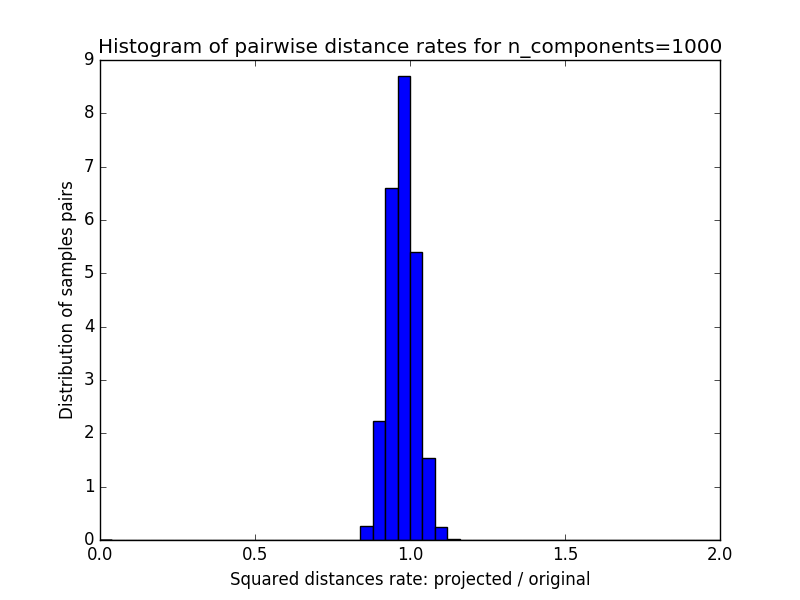 Histogram of pairwise distance rates for n_components=1000
9
8
7
6
5
4
3
2
1
0
Distribution of samples pairs
0.0 0.5 1.0 1.5 2.0
Squared distances rate: projected / original